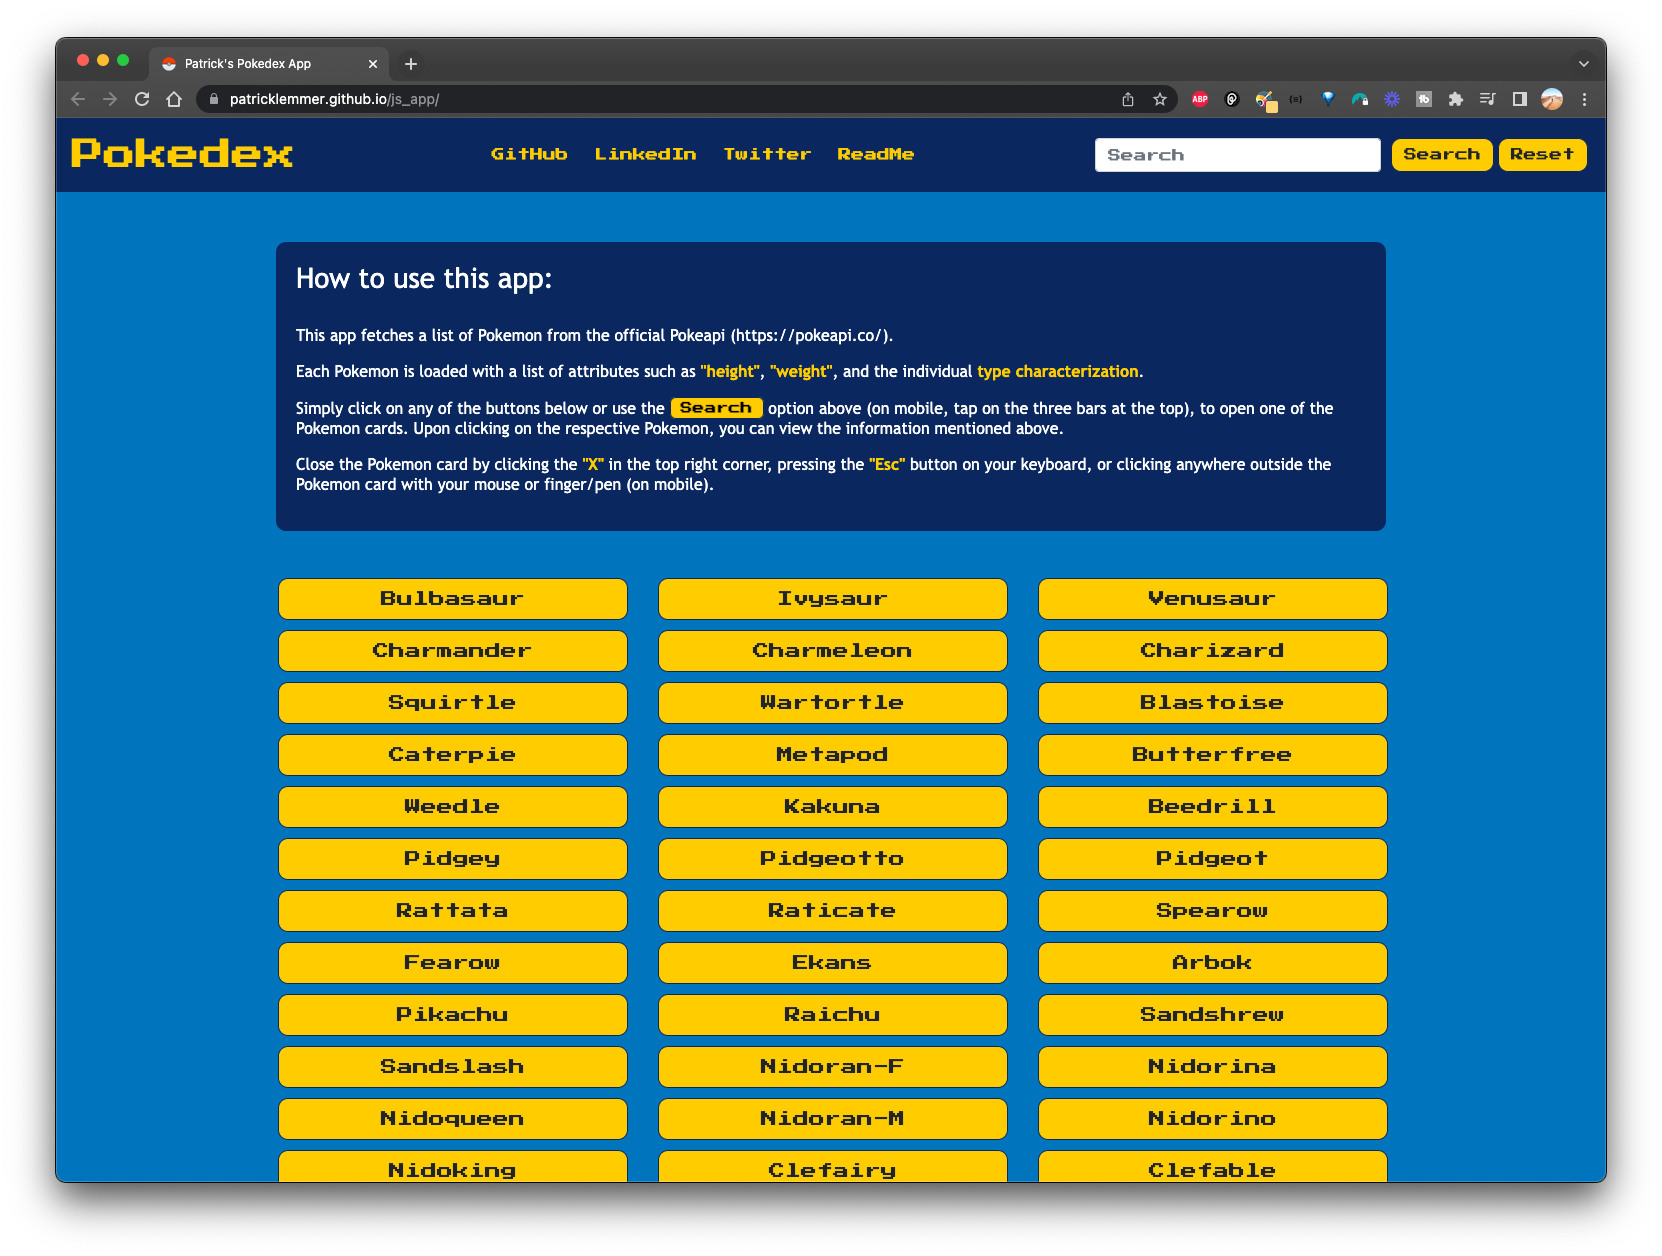 Patrick's Pokedex App
patricklemmer.github.io/js_app/
ABP
Pokedex
GitHub LinkedIn Twitter ReadMe
Search Search Reset
How to use this app:
This app fetches a list of Pokemon from the official Pokeapi (https://pokeapi.co/).
Each Pokemon is loaded with a list of attributes such as "height", "weight", and the individual type characterization.
Simply click on any of the buttons below or use the Search option above (on mobile, tap on the three bars at the top), to open one of the
Pokemon cards. Upon clicking on the respective Pokemon, you can view the information mentioned above.
Close the Pokemon card by clicking the "X" in the top right corner, pressing the "Esc" button on your keyboard, or clicking anywhere outside the
Pokemon card with your mouse or finger/pen (on mobile).
Bulbasaur Ivysaur Venusaur
Charmander Charmeleon Charizard
Squirtle Wartortle Blastoise
Caterpie Metapod Butterfree
Weedle Kakuna Beedrill
Pidgey Pidgeotto Pidgeot
Rattata Raticate Spearow
Fearow Ekans Arbok
Pikachu Raichu Sandshrew
Sandslash Nidoran-F Nidorina
Nidoqueen Nidoran-M Nidorino
Nidoking Clefairy Clefable